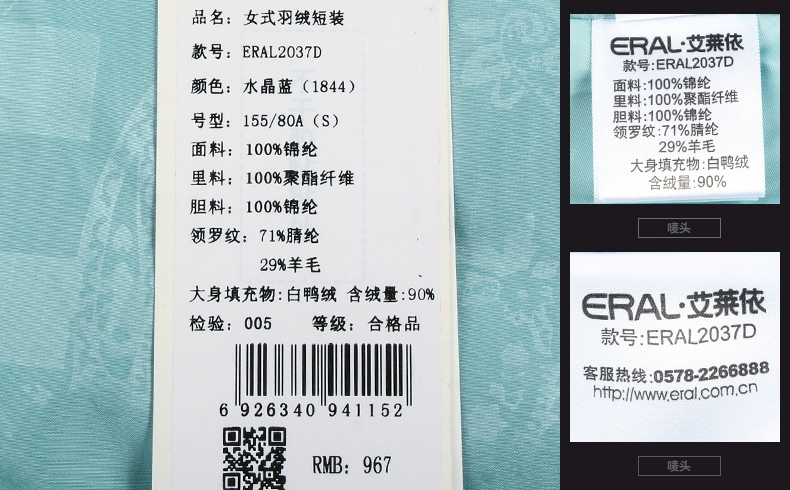 品名：女式羽绒短装
款号：ERAL2037D
颜色：水晶蓝（1844）
号型：155/80A（S）
面料：100%锦纶
里料：100%聚酯纤维
胆料：100%锦纶
领罗纹：71%腈纶
29%羊毛
大身填充物:白鸭绒 含绒量:90%
检验：005 等级：合格品
6 926340 941152
RMB：967
ERAL·艾莱依
款号:ERAL2037D
面料:100%锦纶
里料:100%聚酯纤维
胆料:100%锦纶
领罗纹:71%腈纶
29%羊毛
大身填充物:白鸭绒
含绒量:90%
唛头
ERAL·艾莱依
款号:ERAL2037D
客服热线:0578-2266888
http://www.eral.com.cn
唛头